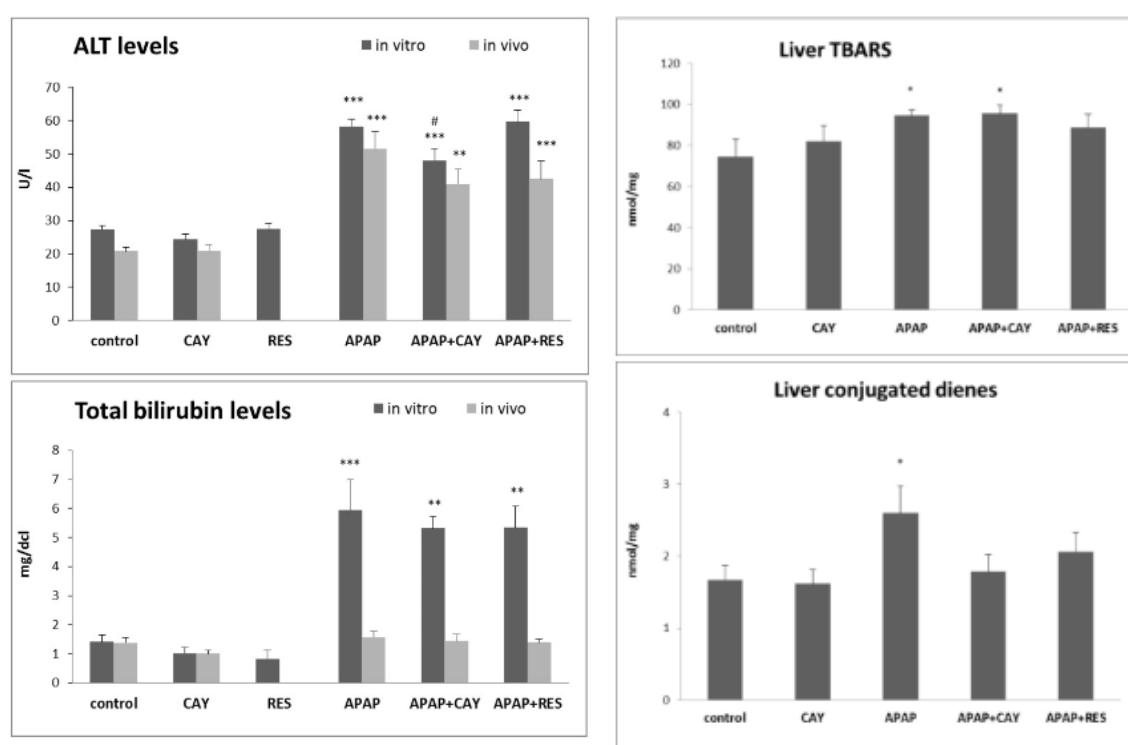 ALT levels
in vitro in vivo
70
60
50
40
30
20
10
0
U/l
*** *** # *** ** *** ***
control CAY RES APAP APAP+CAY APAP+RES
Liver TBARS
120
100
80
60
40
20
0
nmol/mg
* *
control CAY APAP APAP+CAY APAP+RES
Total bilirubin levels
in vitro in vivo
8
7
6
5
4
3
2
1
0
mg/dcl
*** ** **
control CAY RES APAP APAP+CAY APAP+RES
Liver conjugated dienes
4
3
2
1
0
nmol/mg
*
control CAY APAP APAP+CAY APAP+RES